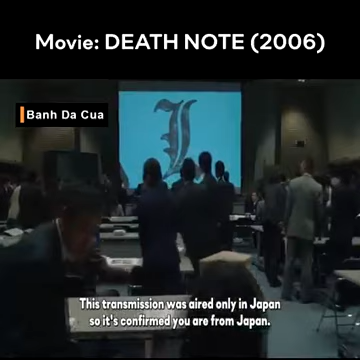 Movie: DEATH NOTE (2006)
L
Banh Da Cua
This transmission was aired only in Japan
so it's confirmed you are from Japan.